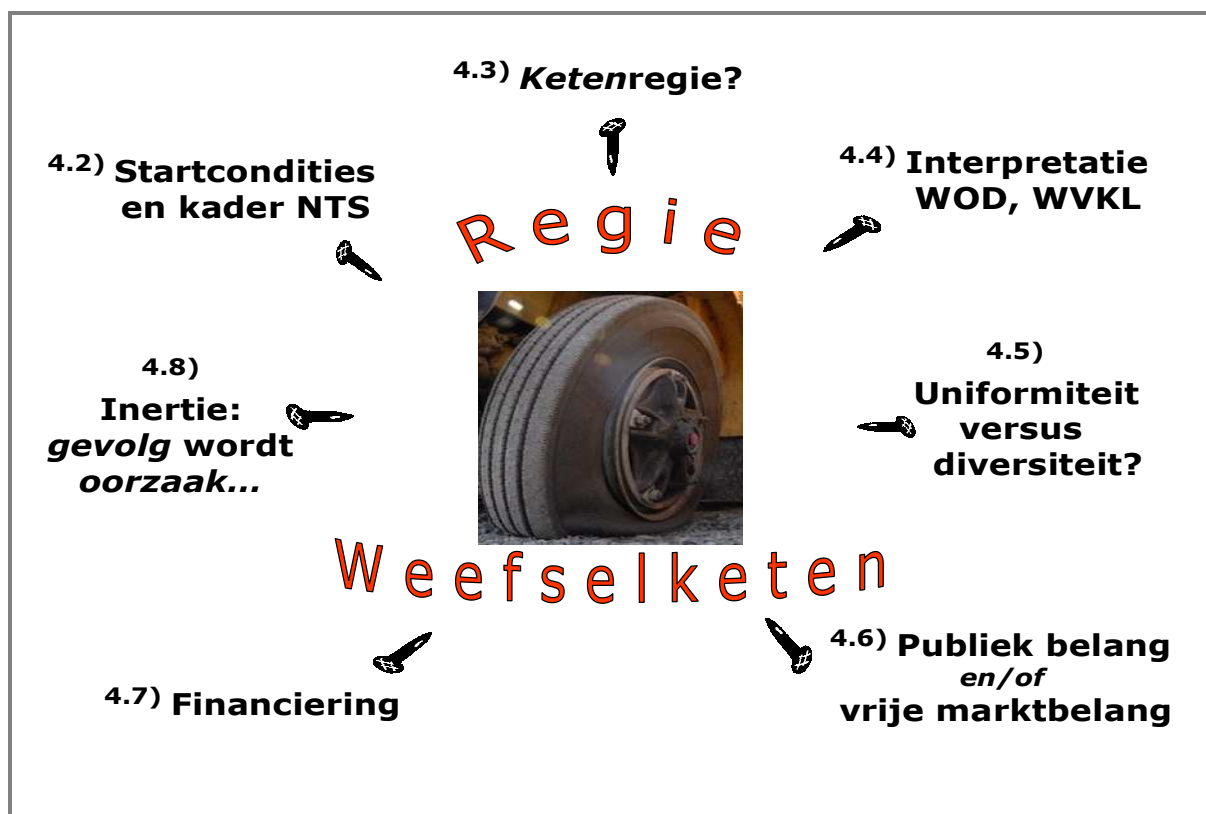 4.3) Ketenregie?
4.2) Startcondities
en kader NTS
4.4) Interpretatie
WOD, WVKL
Regie
4.8)
Inertie:
gevolg wordt
oorzaak...
4.5)
Uniformiteit
versus
diversiteit?
Weefselketen
4.7) Financiering
4.6) Publiek belang
en/of
vrije marktbelang